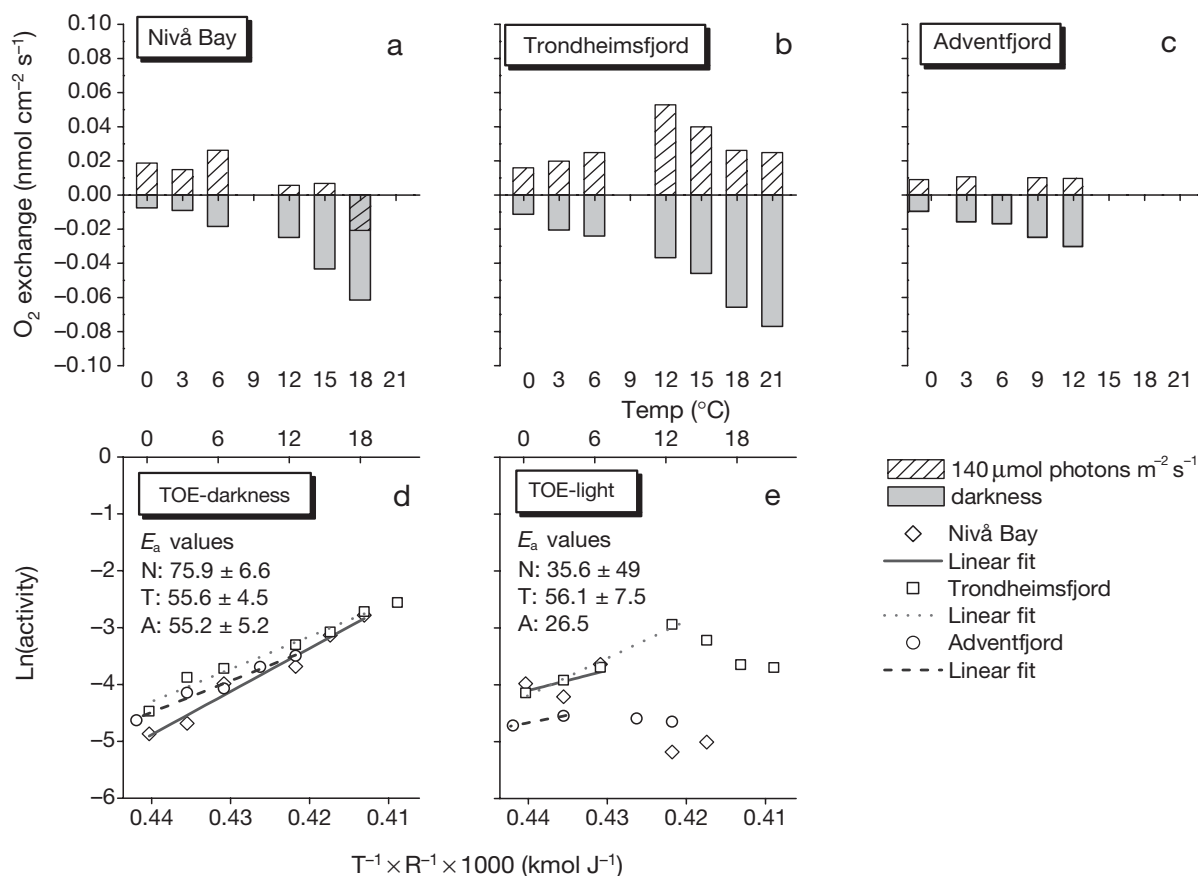 Nivå Bay
a
Trondheimsfjord
b
Adventfjord
c
O₂ exchange (nmol cm⁻² s⁻¹)
0.10
0.08
0.06
0.04
0.02
0.00
−0.02
−0.04
−0.06
−0.08
−0.10
0 3 6 9 12 15 18 21
0 3 6 9 12 15 18 21
0 3 6 9 12 15 18 21
Temp (°C)
0 6 12 18
0 6 12 18
TOE-darkness
d
Eₐ values
N: 75.9 ± 6.6
T: 55.6 ± 4.5
A: 55.2 ± 5.2
TOE-light
e
Eₐ values
N: 35.6 ± 49
T: 56.1 ± 7.5
A: 26.5
Ln(activity)
0
−1
−2
−3
−4
−5
−6
0.44 0.43 0.42 0.41
0.44 0.43 0.42 0.41
T⁻¹ × R⁻¹ × 1000 (kmol J⁻¹)
140 µmol photons m⁻² s⁻¹
darkness
Nivå Bay
Linear fit
Trondheimsfjord
Linear fit
Adventfjord
Linear fit